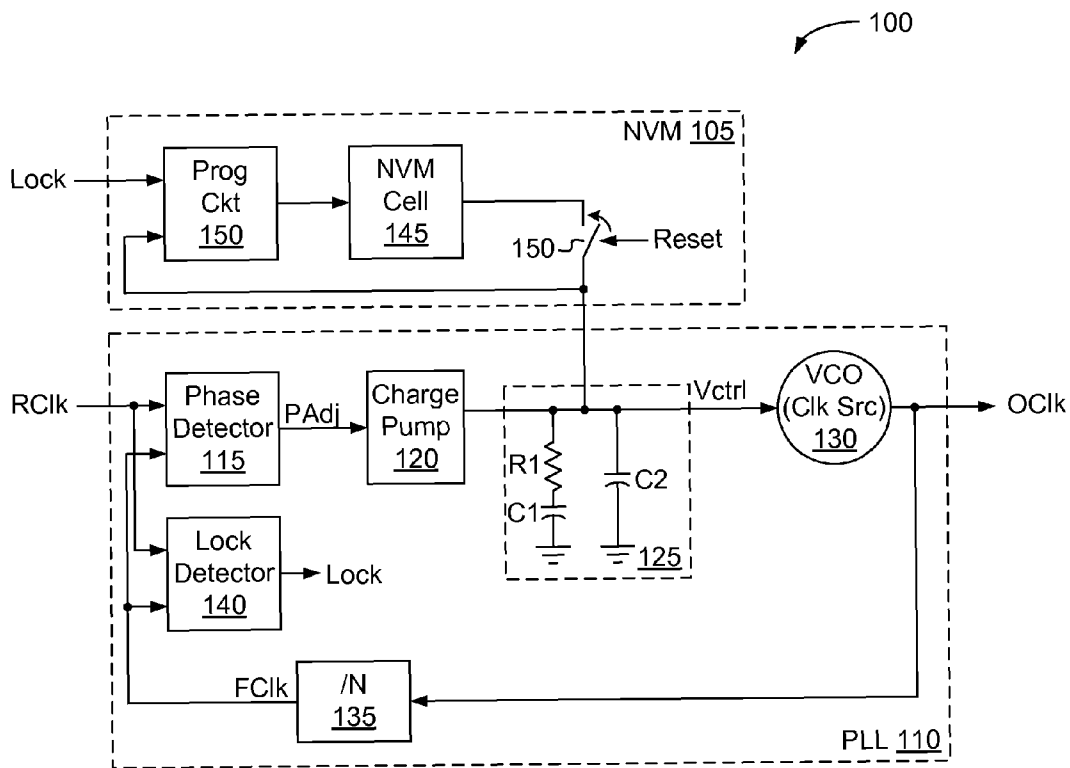 100
NVM 105
Lock
Prog
Ckt
150
NVM
Cell
145
150
Reset
RClk
Phase
Detector
115
PAdj
Charge
Pump
120
R1
C1
C2
125
Vctrl
VCO
(Clk Src)
130
OClk
Lock
Detector
140
Lock
FClk
/N
135
PLL 110